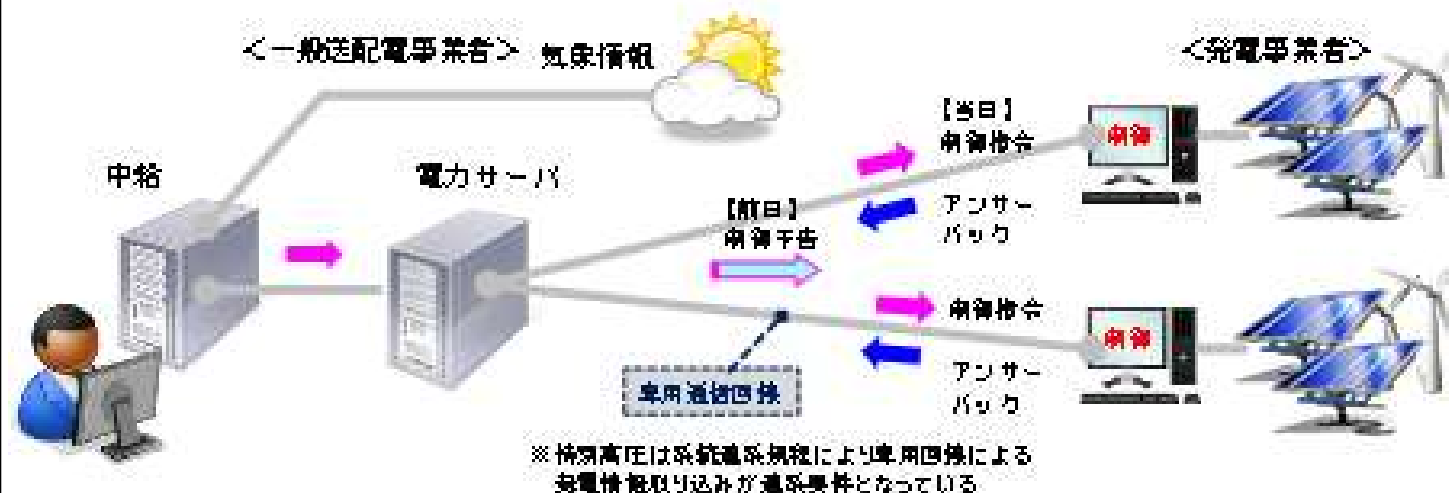 ＜一般送配電事業者＞
気象情報
＜発電事業者＞
中給
電力サーバ
【当日】
制御指令
アンサー
バック
【前日】
制御予告
制御
制御指令
アンサー
バック
制御
専用通信回線
※特別高圧は系統連系規程により専用回線による
発電情報取り込みが連系要件となっている